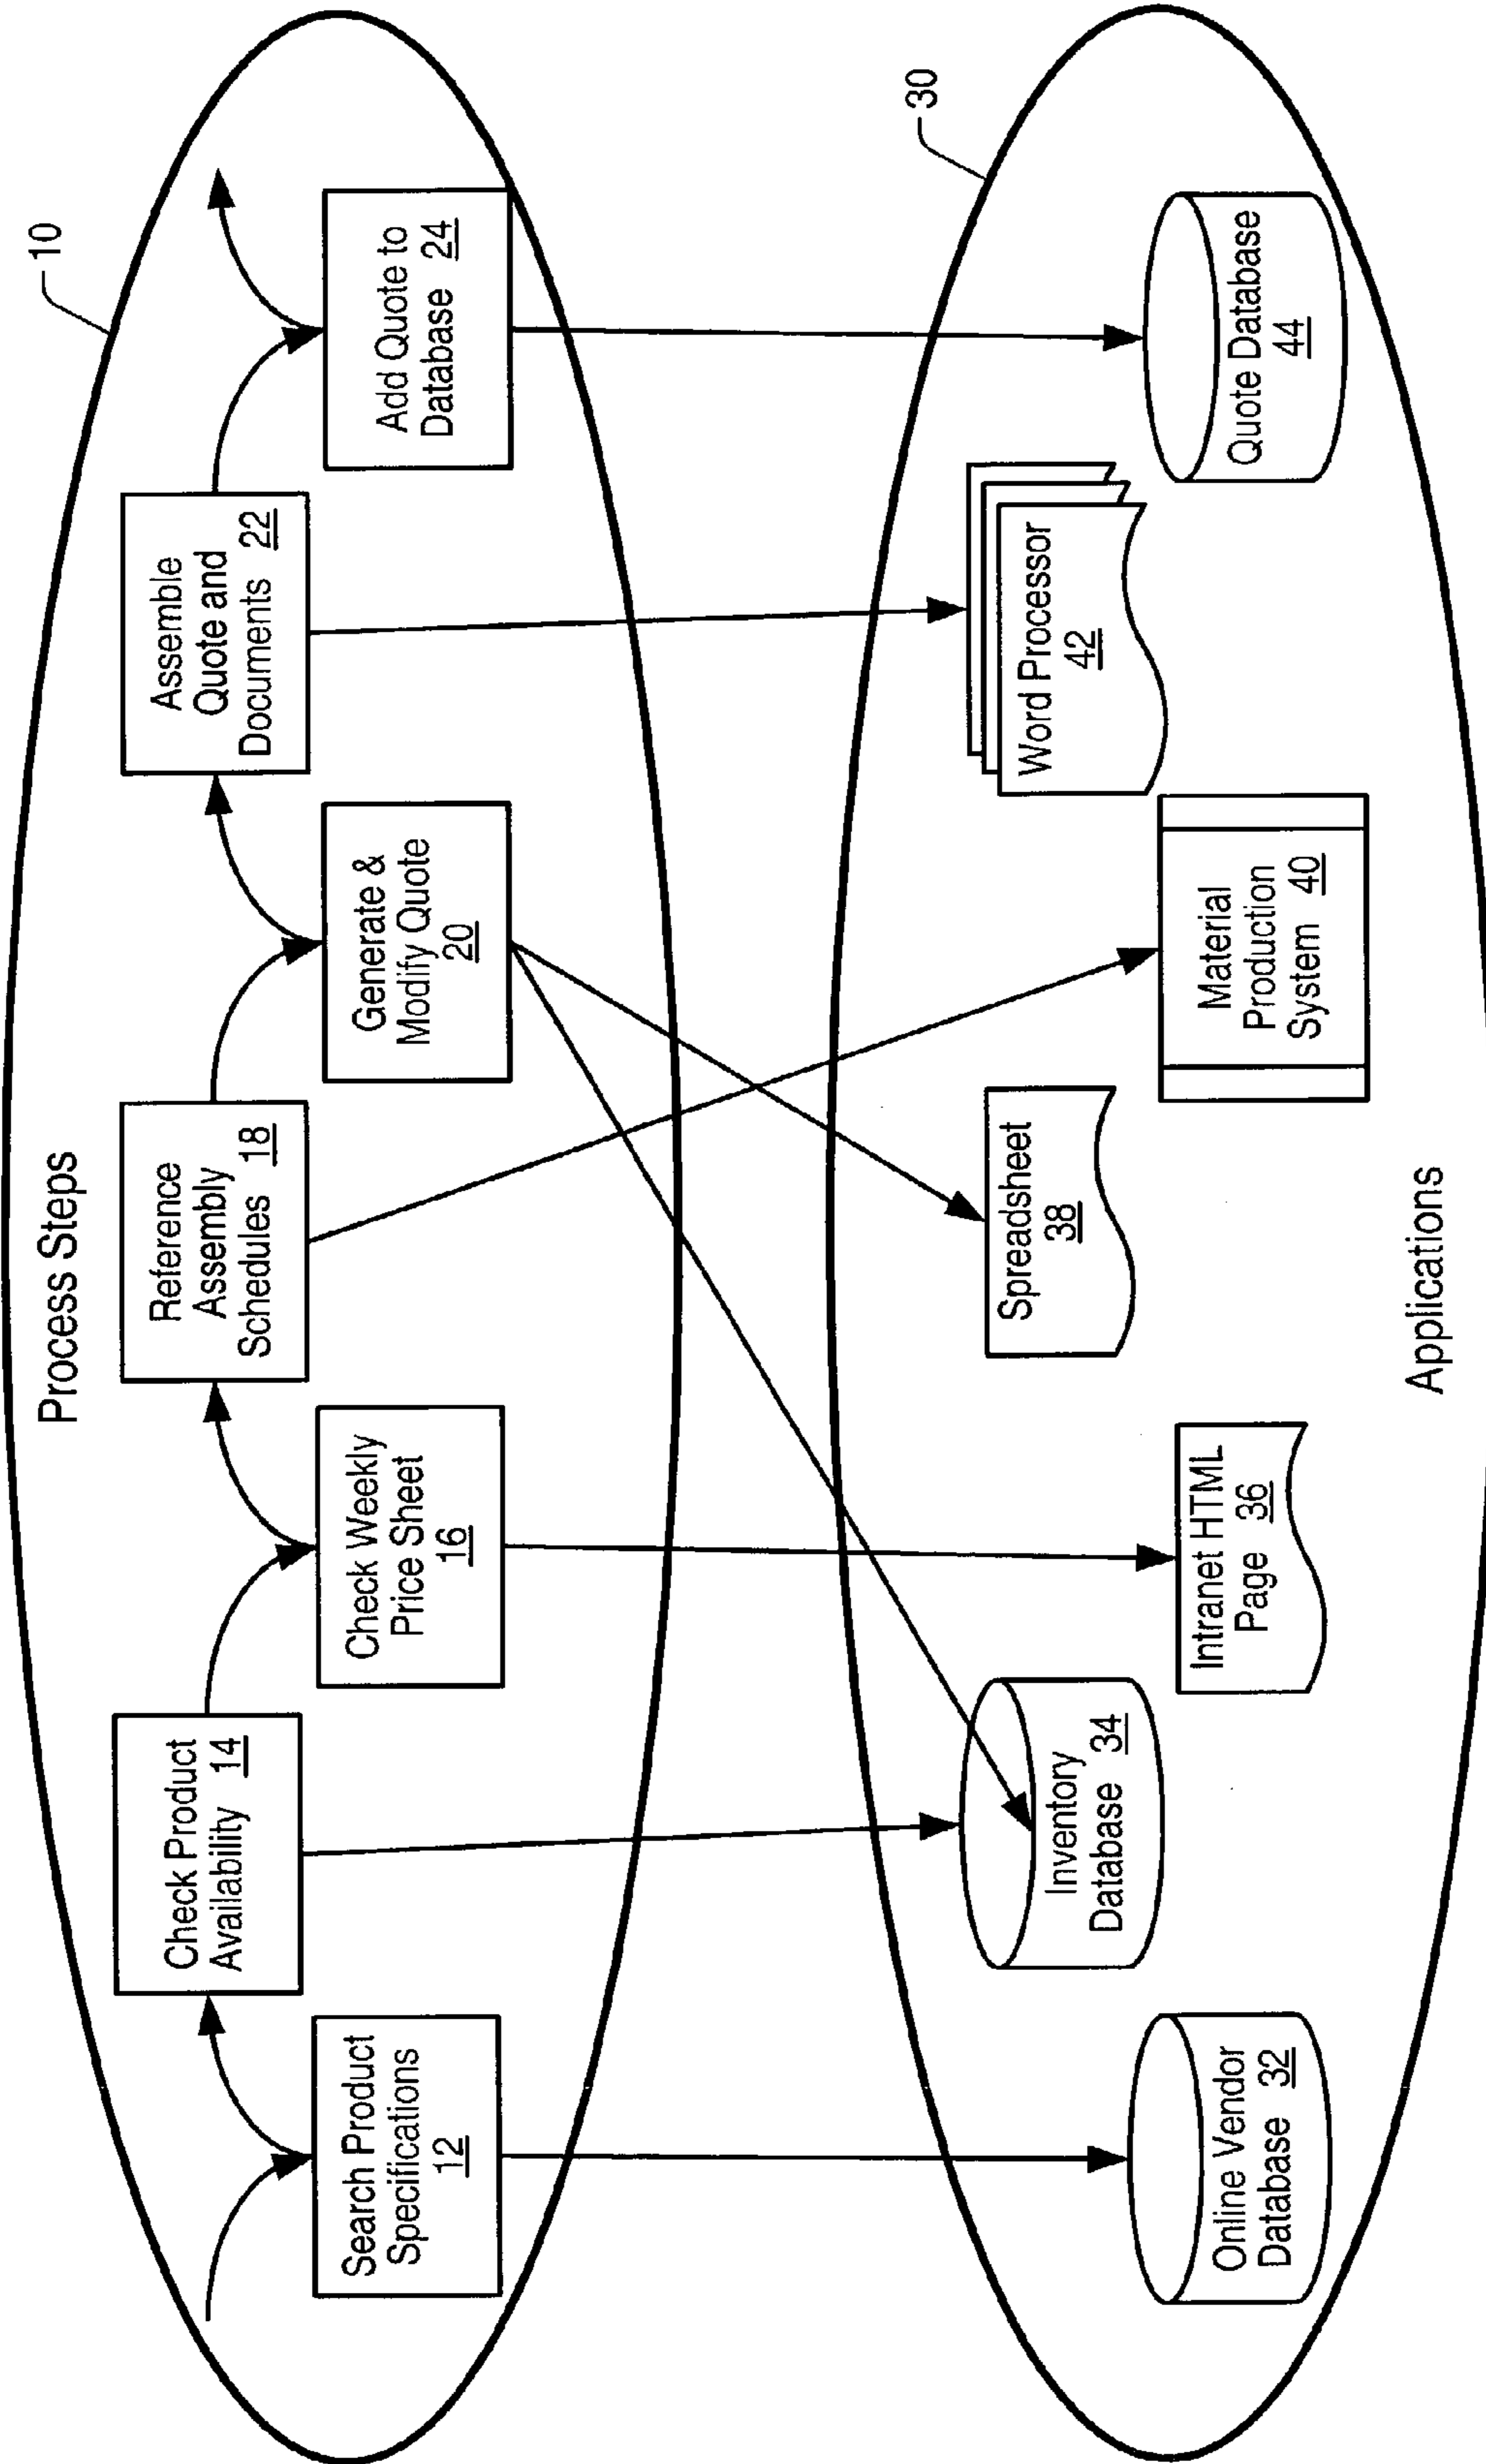 Process Steps
10
Search Product
Specifications
12
Check Product
Availability 14
Check Weekly
Price Sheet
16
Reference
Assembly
Schedules 18
Generate &
Modify Quote
20
Assemble
Quote and
Documents 22
Add Quote to
Database 24
30
Online Vendor
Database 32
Inventory
Database 34
Intranet HTML
Page 36
Spreadsheet
38
Material
Production
System 40
Word Processor
42
Quote Database
44
Applications